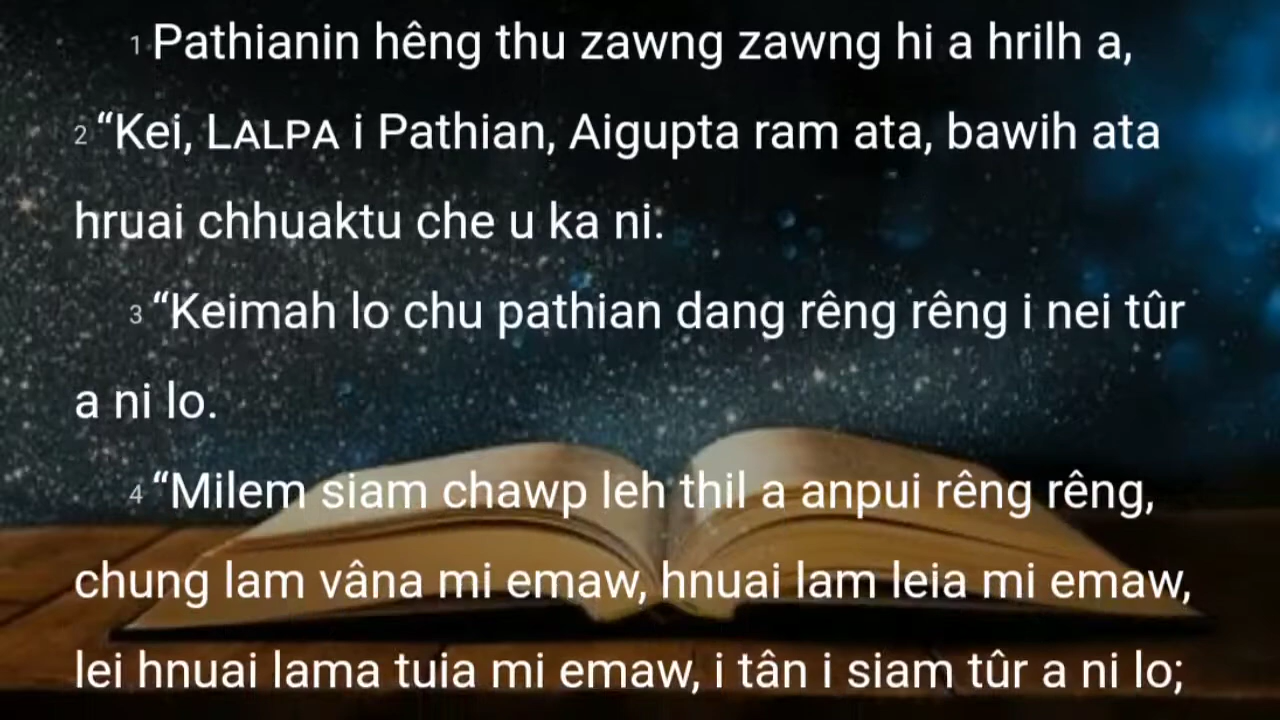 1 Pathianin hêng thu zawng zawng hi a hrilh a,
2 “Kei, LALPA i Pathian, Aigupta ram ata, bawih ata
hruai chhuaktu che u ka ni.
3 “Keimah lo chu pathian dang rêng rêng i nei tûr
a ni lo.
4 “Milem siam chawp leh thil a anpui rêng rêng,
chung lam vâna mi emaw, hnuai lam leia mi emaw,
lei hnuai lama tuia mi emaw, i tân i siam tûr a ni lo;